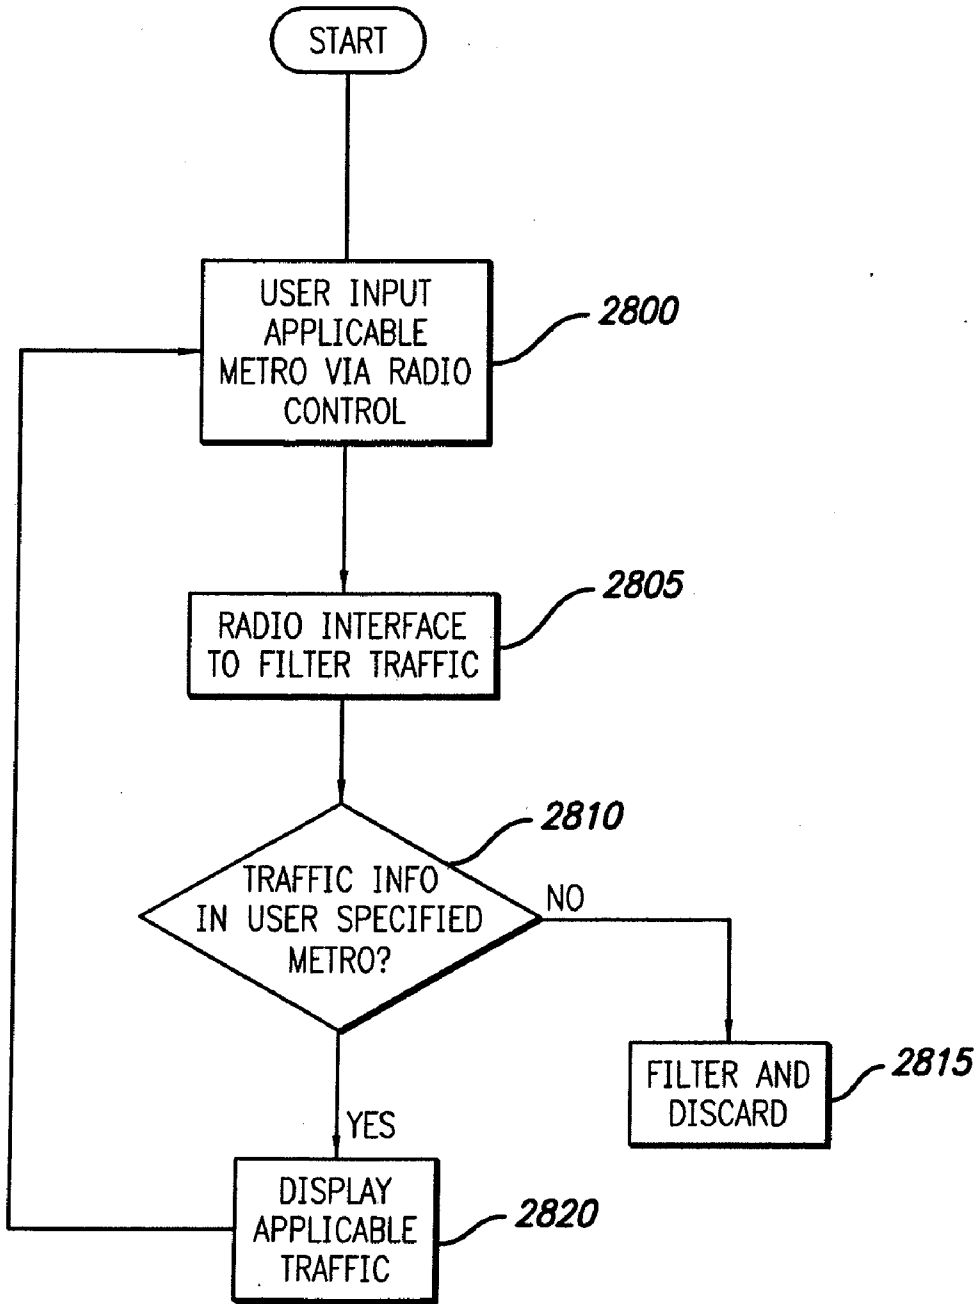 START
USER INPUT
APPLICABLE
METRO VIA RADIO
CONTROL
2800
RADIO INTERFACE
TO FILTER TRAFFIC
2805
TRAFFIC INFO
IN USER SPECIFIED
METRO?
2810
NO
FILTER AND
DISCARD
2815
YES
DISPLAY
APPLICABLE
TRAFFIC
2820